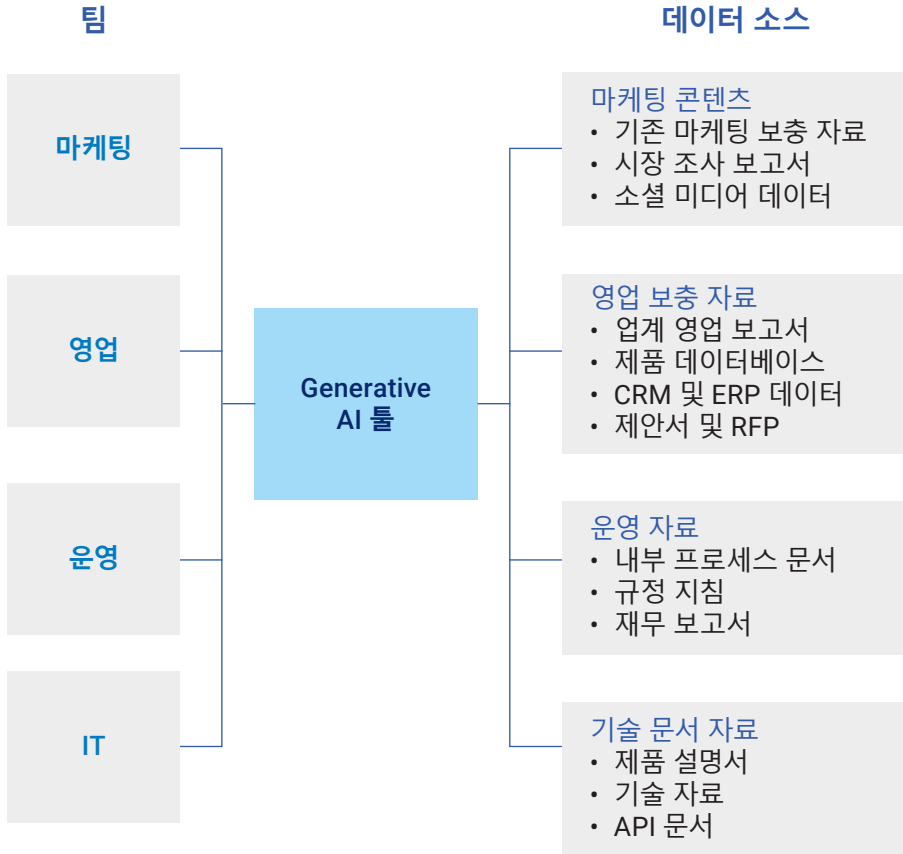 팀
마케팅
영업
운영
IT
Generative
AI 툴
데이터 소스
마케팅 콘텐츠
• 기존 마케팅 보충 자료
• 시장 조사 보고서
• 소셜 미디어 데이터
영업 보충 자료
• 업계 영업 보고서
• 제품 데이터베이스
• CRM 및 ERP 데이터
• 제안서 및 RFP
운영 자료
• 내부 프로세스 문서
• 규정 지침
• 재무 보고서
기술 문서 자료
• 제품 설명서
• 기술 자료
• API 문서